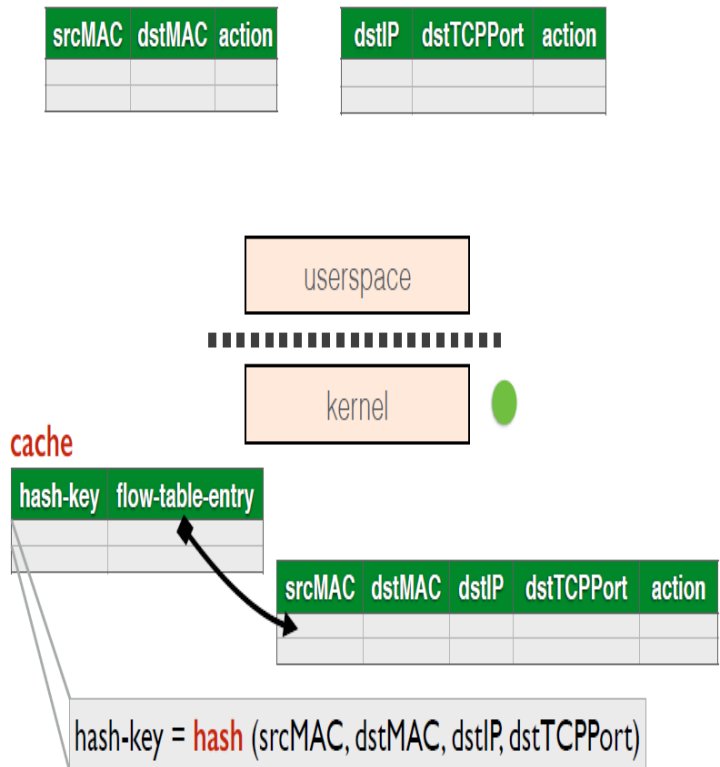 srcMAC dstMAC action
dstIP dstTCPPort action
userspace
kernel
cache
hash-key flow-table-entry
srcMAC dstMAC dstIP dstTCPPort action
hash-key = hash (srcMAC, dstMAC, dstIP, dstTCPPort)